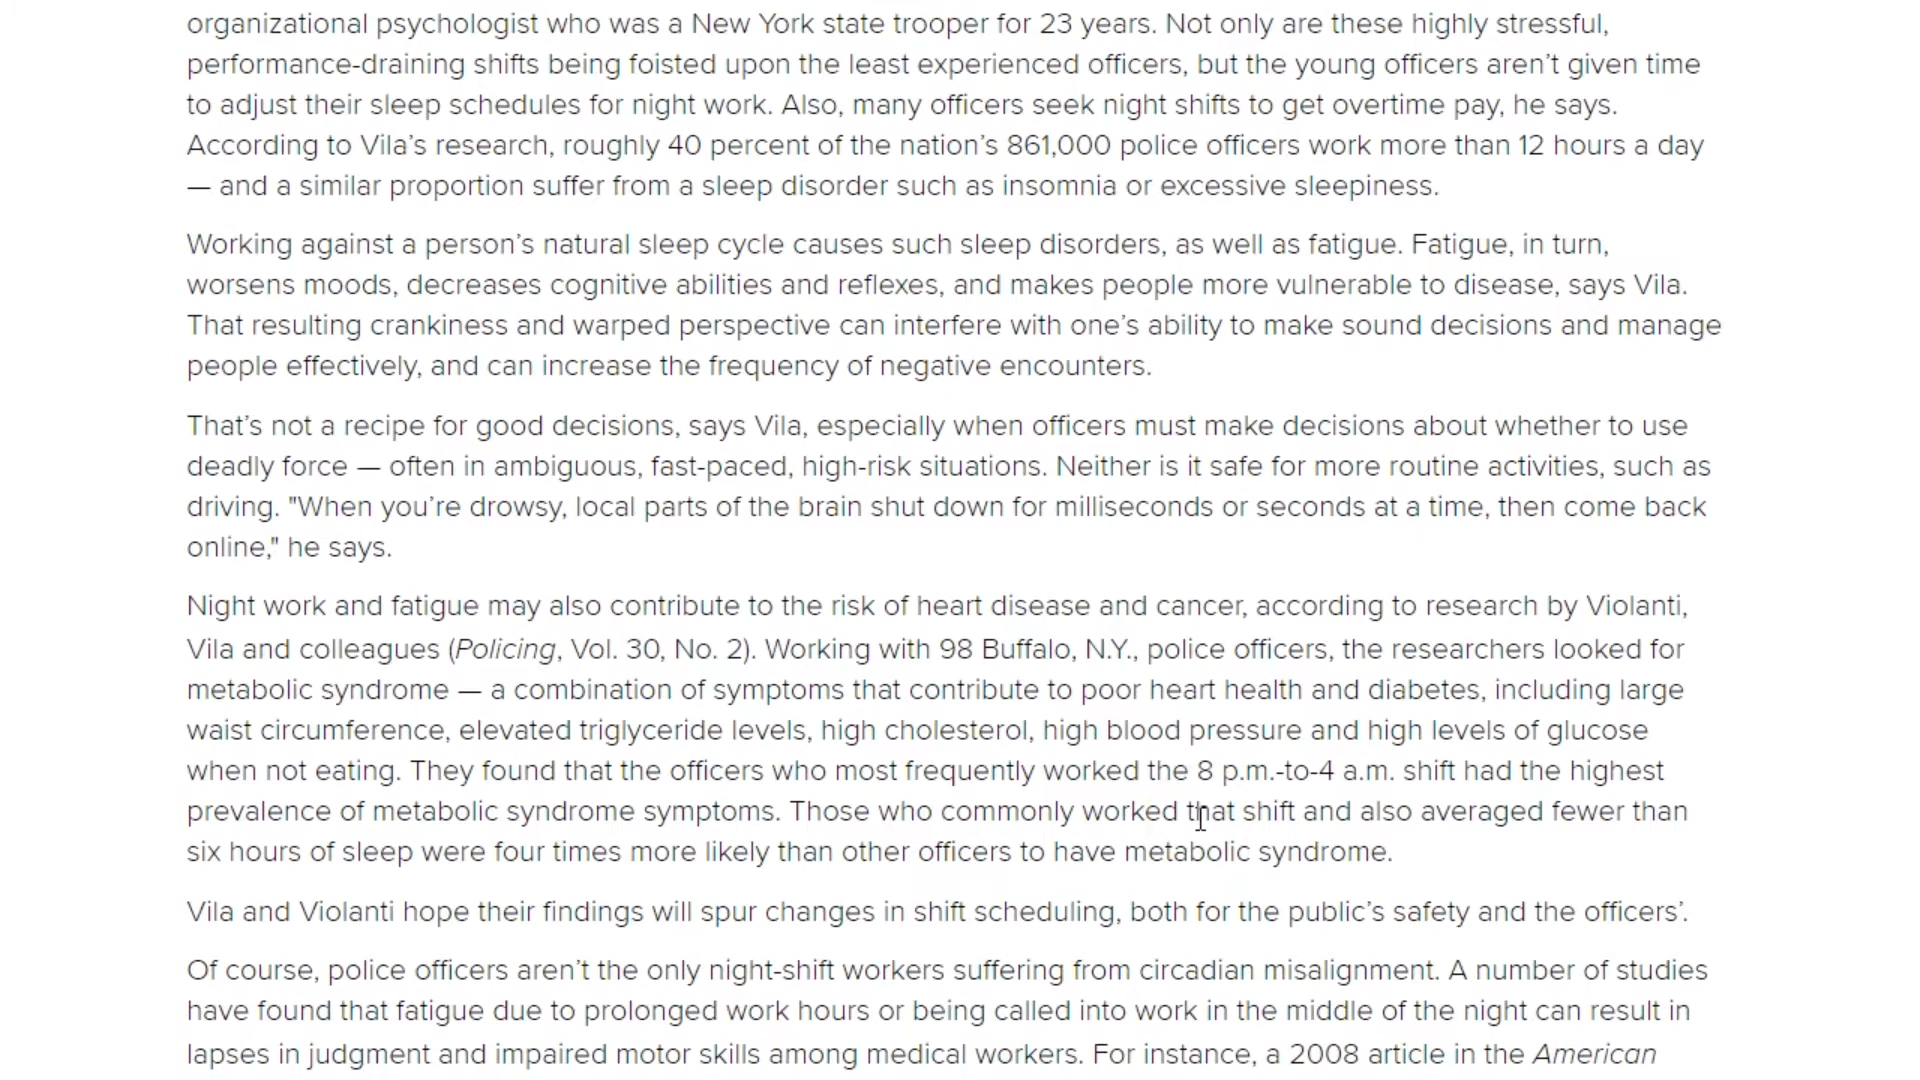 organizational psychologist who was a New York state trooper for 23 years. Not only are these highly stressful,
performance-draining shifts being foisted upon the least experienced officers, but the young officers aren’t given time
to adjust their sleep schedules for night work. Also, many officers seek night shifts to get overtime pay, he says.
According to Vila’s research, roughly 40 percent of the nation’s 861,000 police officers work more than 12 hours a day
— and a similar proportion suffer from a sleep disorder such as insomnia or excessive sleepiness.
Working against a person’s natural sleep cycle causes such sleep disorders, as well as fatigue. Fatigue, in turn,
worsens moods, decreases cognitive abilities and reflexes, and makes people more vulnerable to disease, says Vila.
That resulting crankiness and warped perspective can interfere with one’s ability to make sound decisions and manage
people effectively, and can increase the frequency of negative encounters.
That’s not a recipe for good decisions, says Vila, especially when officers must make decisions about whether to use
deadly force — often in ambiguous, fast-paced, high-risk situations. Neither is it safe for more routine activities, such as
driving. "When you’re drowsy, local parts of the brain shut down for milliseconds or seconds at a time, then come back
online," he says.
Night work and fatigue may also contribute to the risk of heart disease and cancer, according to research by Violanti,
Vila and colleagues (Policing, Vol. 30, No. 2). Working with 98 Buffalo, N.Y., police officers, the researchers looked for
metabolic syndrome — a combination of symptoms that contribute to poor heart health and diabetes, including large
waist circumference, elevated triglyceride levels, high cholesterol, high blood pressure and high levels of glucose
when not eating. They found that the officers who most frequently worked the 8 p.m.-to-4 a.m. shift had the highest
prevalence of metabolic syndrome symptoms. Those who commonly worked that shift and also averaged fewer than
six hours of sleep were four times more likely than other officers to have metabolic syndrome.
Vila and Violanti hope their findings will spur changes in shift scheduling, both for the public’s safety and the officers’.
Of course, police officers aren’t the only night-shift workers suffering from circadian misalignment. A number of studies
have found that fatigue due to prolonged work hours or being called into work in the middle of the night can result in
lapses in judgment and impaired motor skills among medical workers. For instance, a 2008 article in the American